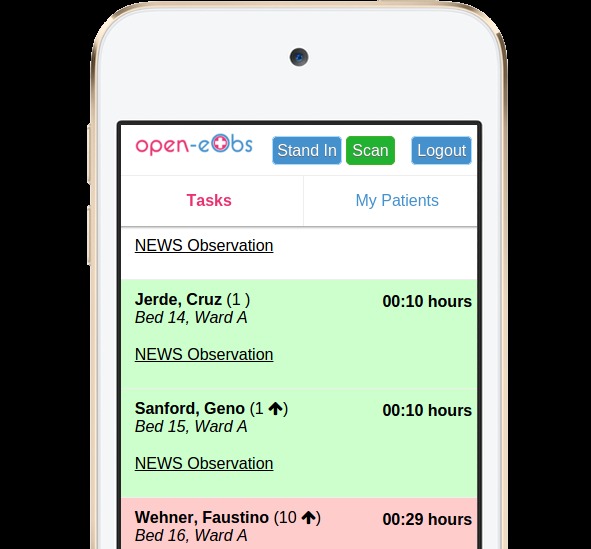 open-eObs
Stand In
Scan
Logout
Tasks
My Patients
NEWS Observation
Jerde, Cruz (1 )
00:10 hours
Bed 14, Ward A
NEWS Observation
Sanford, Geno (1 ↑)
00:10 hours
Bed 15, Ward A
NEWS Observation
Wehner, Faustino (10 ↑)
00:29 hours
Bed 16, Ward A